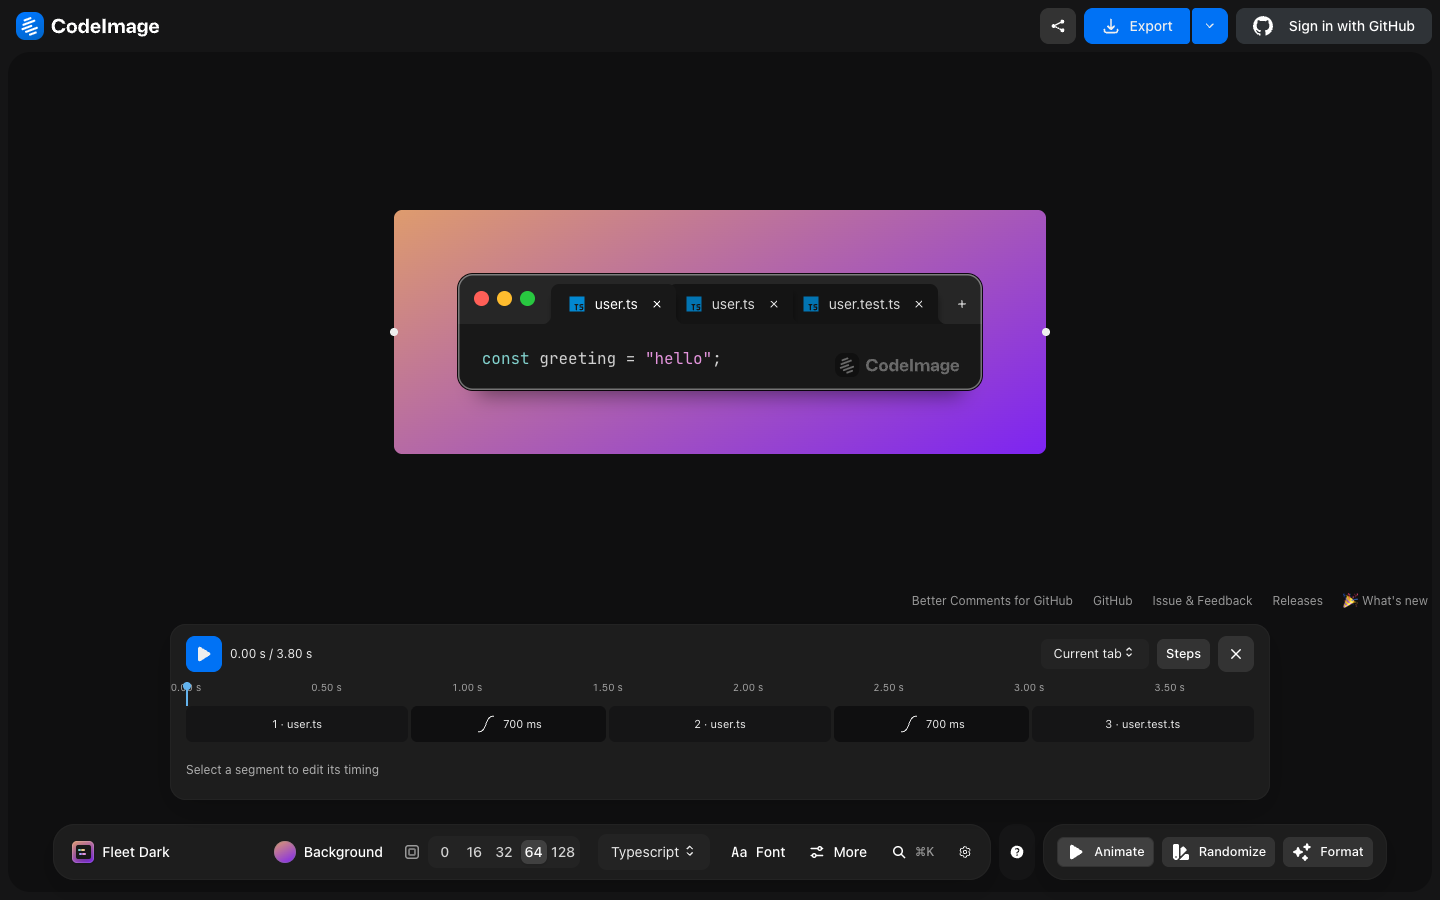 CodeImage
Export
Sign in with GitHub
user.ts
user.ts
user.test.ts
const greeting = "hello";
CodeImage
Better Comments for GitHub
GitHub
Issue & Feedback
Releases
🎉 What's new
0.00 s / 3.80 s
Current tab
Steps
0.00 s
0.50 s
1.00 s
1.50 s
2.00 s
2.50 s
3.00 s
3.50 s
1 · user.ts
700 ms
2 · user.ts
700 ms
3 · user.test.ts
Select a segment to edit its timing
Fleet Dark
Background
0
16
32
64
128
Typescript
Aa Font
More
⌘K
Animate
Randomize
Format